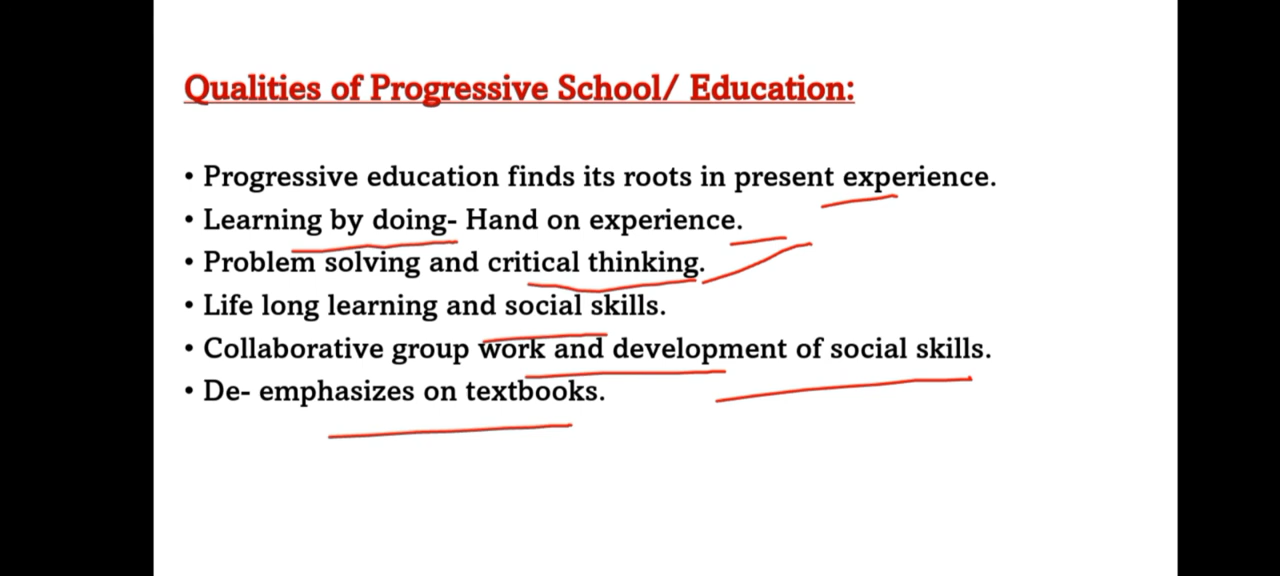 Qualities of Progressive School/ Education:
• Progressive education finds its roots in present experience.
• Learning by doing- Hand on experience.
• Problem solving and critical thinking.
• Life long learning and social skills.
• Collaborative group work and development of social skills.
• De- emphasizes on textbooks.